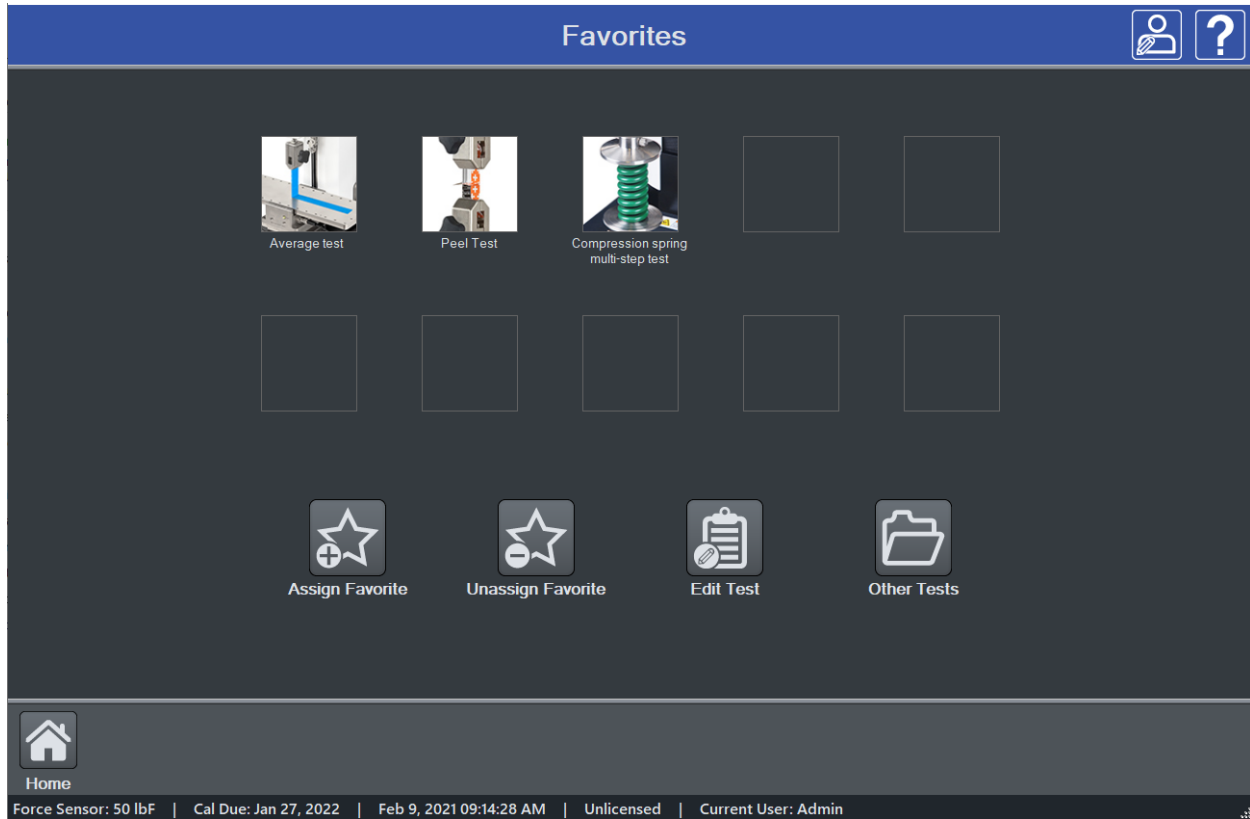 Favorites
Average test
Peel Test
Compression spring
multi-step test
Assign Favorite
Unassign Favorite
Edit Test
Other Tests
Home
Force Sensor: 50 lbF | Cal Due: Jan 27, 2022 | Feb 9, 2021 09:14:28 AM | Unlicensed | Current User: Admin